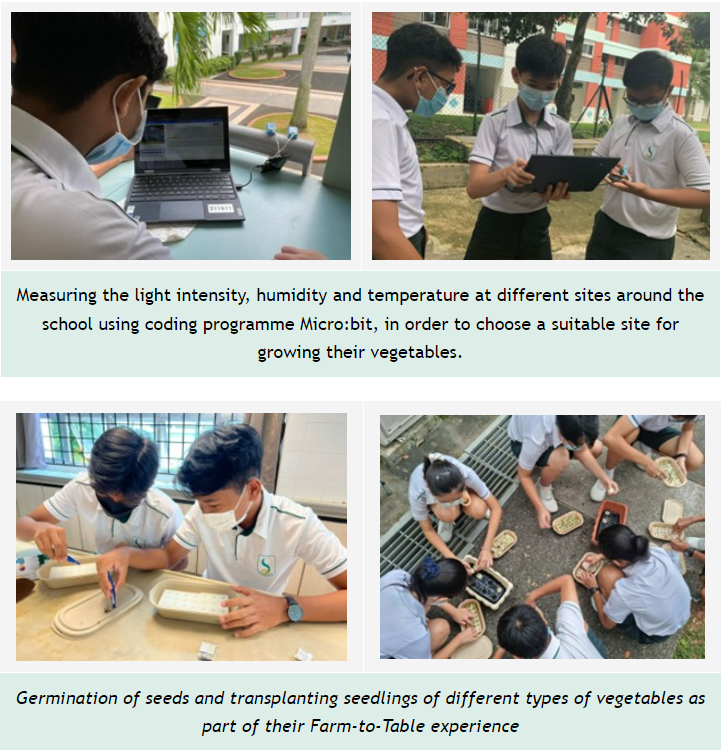 Measuring the light intensity, humidity and temperature at different sites around the
school using coding programme Micro:bit, in order to choose a suitable site for
growing their vegetables.
Germination of seeds and transplanting seedlings of different types of vegetables as
part of their Farm-to-Table experience